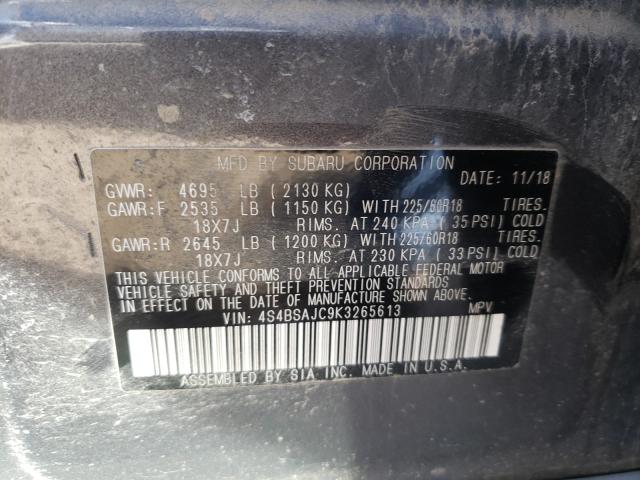 MFD BY SUBARU CORPORATION
DATE: 11/18
GVWR: 4695 LB ( 2130 KG)
GAWR:F 2535 LB ( 1150 KG) WITH 225/60R18 TIRES.
18X7J RIMS. AT 240 KPA ( 35 PSI) COLD
GAWR:R 2645 LB ( 1200 KG) WITH 225/60R18 TIRES.
18X7J RIMS. AT 230 KPA ( 33 PSI) COLD
THIS VEHICLE CONFORMS TO ALL APPLICABLE FEDERAL MOTOR
VEHICLE SAFETY AND THEFT PREVENTION STANDARDS
IN EFFECT ON THE DATE OF MANUFACTURE SHOWN ABOVE.
VIN: 4S4BSAJC9K3265613 MPV
ASSEMBLED BY SIA INC. MADE IN U.S.A.